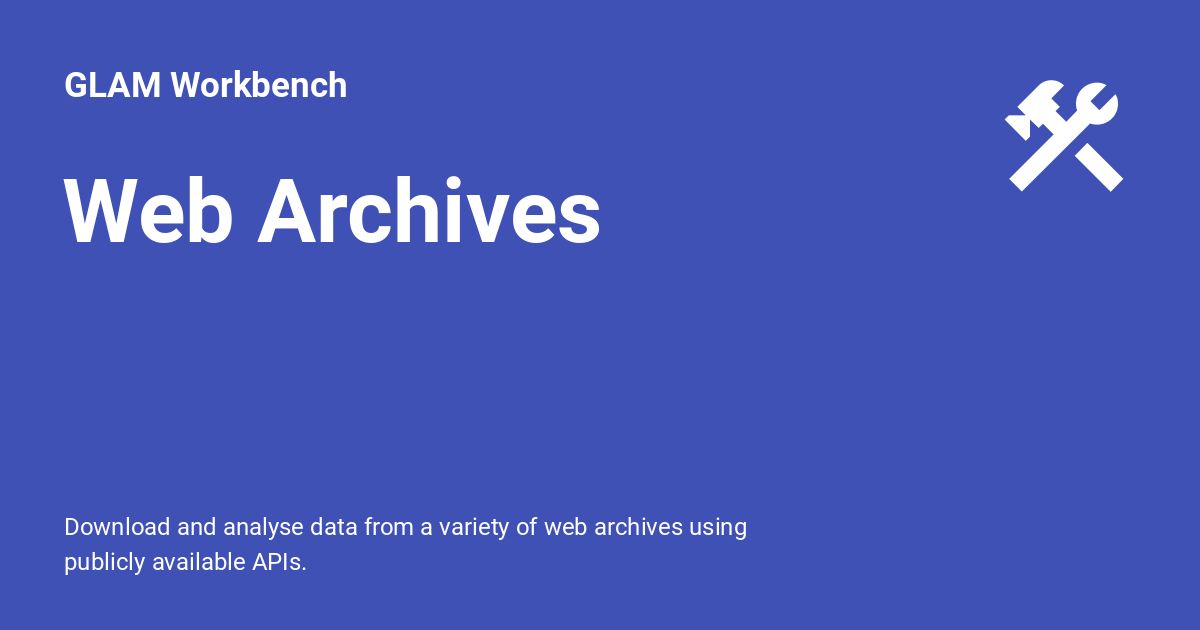 GLAM Workbench
Web Archives
Download and analyse data from a variety of web archives using
publicly available APIs.